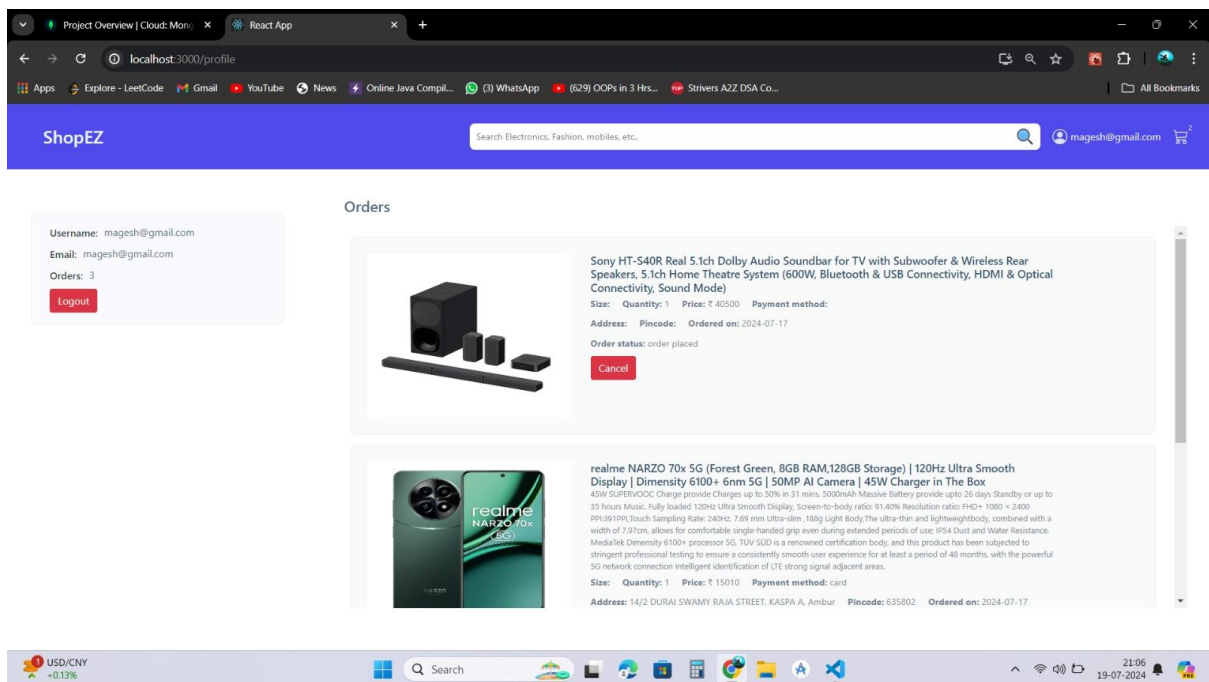 Project Overview | Cloud: Mong
React App
localhost:3000/profile
Apps
Explore - LeetCode
Gmail
YouTube
News
Online Java Compil...
(3) WhatsApp
(629) OOPs in 3 Hrs...
Strivers A2Z DSA Co...
All Bookmarks
ShopEZ
Search Electronics, Fashion, mobiles, etc..,
magesh@gmail.com
2
Username: magesh@gmail.com
Email: magesh@gmail.com
Orders: 3
Logout
Orders
Sony HT-S40R Real 5.1ch Dolby Audio Soundbar for TV with Subwoofer & Wireless Rear
Speakers, 5.1ch Home Theatre System (600W, Bluetooth & USB Connectivity, HDMI & Optical
Connectivity, Sound Mode)
Size: Quantity: 1 Price: ₹ 40500 Payment method:
Address: Pincode: Ordered on: 2024-07-17
Order status: order placed
Cancel
realme
NARZO 70x
5G
NARZO
realme NARZO 70x 5G (Forest Green, 8GB RAM,128GB Storage) | 120Hz Ultra Smooth
Display | Dimensity 6100+ 6nm 5G | 50MP AI Camera | 45W Charger in The Box
45W SUPERVOOC Charge provide Charges up to 50% in 31 mins. 5000mAh Massive Battery provide upto 26 days Standby or up to
35 hours Music. Fully loaded 120Hz Ultra Smooth Display, Screen-to-body ratio: 91.40% Resolution ratio: FHD+ 1080 × 2400
PPI:391PPI,Touch Sampling Rate: 240Hz. 7.69 mm Ultra-slim ,188g Light Body,The ultra-thin and lightweightbody, combined with a
width of 7.97cm, allows for comfortable single-handed grip even during extended periods of use; IP54 Dust and Water Resistance.
MediaTek Dimensity 6100+ processor 5G, TÜV SÜD is a renowned certification body, and this product has been subjected to
stringent professional testing to ensure a consistently smooth user experience for at least a period of 48 months. with the powerful
5G network connection Intelligent identification of LTE strong signal adjacent areas.
Size: Quantity: 1 Price: ₹ 15010 Payment method: card
Address: 14/2 DURAI SWAMY RAJA STREET, KASPA A, Ambur Pincode: 635802 Ordered on: 2024-07-17
USD/CNY
+0.13%
Search
21:06
19-07-2024